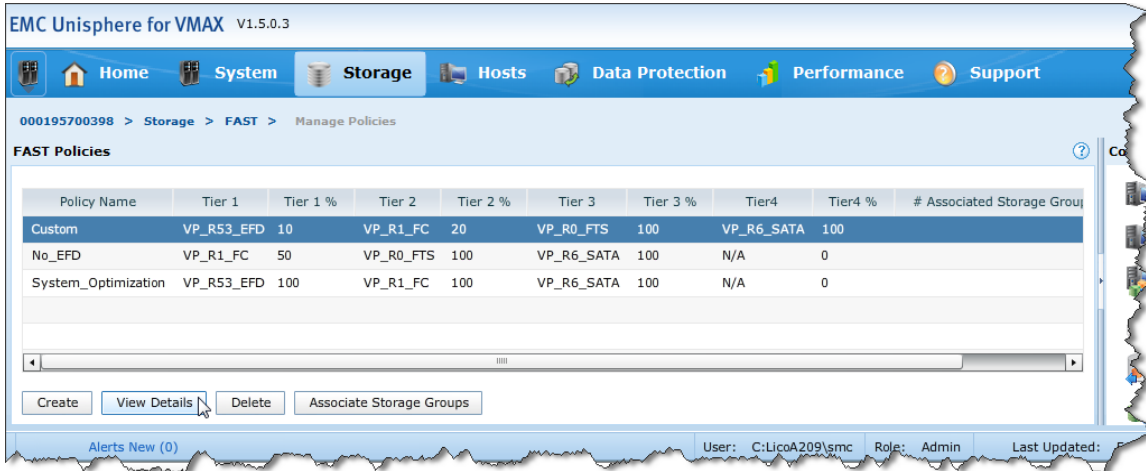 EMC Unisphere for VMAX V1.5.0.3
Home System Storage Hosts Data Protection Performance Support
000195700398 > Storage > FAST > Manage Policies
FAST Policies
Policy Name Tier 1 Tier 1 % Tier 2 Tier 2 % Tier 3 Tier 3 % Tier4 Tier4 % # Associated Storage Group
Custom VP_R53_EFD 10 VP_R1_FC 20 VP_R0_FTS 100 VP_R6_SATA 100
No_EFD VP_R1_FC 50 VP_R0_FTS 100 VP_R6_SATA 100 N/A 0
System_Optimization VP_R53_EFD 100 VP_R1_FC 100 VP_R6_SATA 100 N/A 0
Create View Details Delete Associate Storage Groups
Alerts New (0) User: C:LicoA209\smc Role: Admin Last Updated: